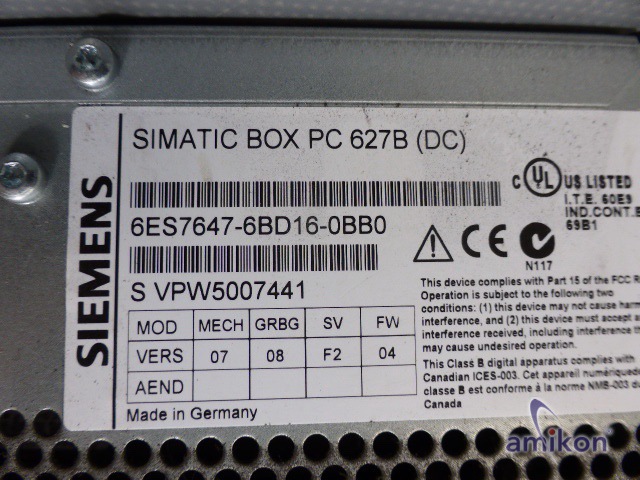 SIEMENS
SIMATIC BOX PC 627B (DC)
6ES7647-6BD16-0BB0
S VPW5007441
MOD MECH GRBG SV FW
VERS 07 08 F2 04
AEND
Made in Germany
C UL US LISTED
I.T.E. 60E9
IND.CONT.E
69B1
CE
N117
This device complies with Part 15 of the FCC R
Operation is subject to the following two
conditions: (1) this device may not cause harm
interference, and (2) this device must accept a
interference received, including interference
may cause undesired operation.
This Class B digital apparatus complies with
Canadian ICES-003. Cet appareil numérique
classe B est conforme à la norme NMB-003 d
Canada
amikon